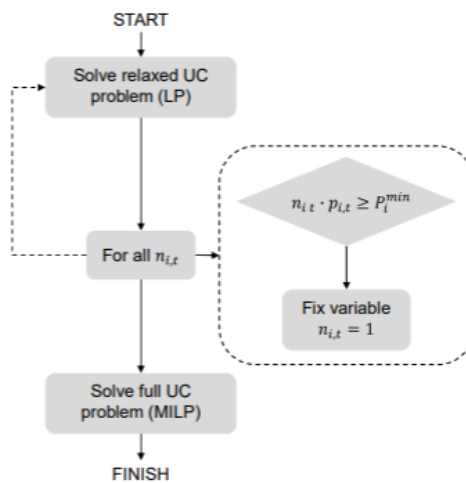 START
Solve relaxed UC
problem (LP)
n_{i t} · p_{i,t} ≥ P_i^{min}
For all n_{i,t}
Fix variable
n_{i,t} = 1
Solve full UC
problem (MILP)
FINISH